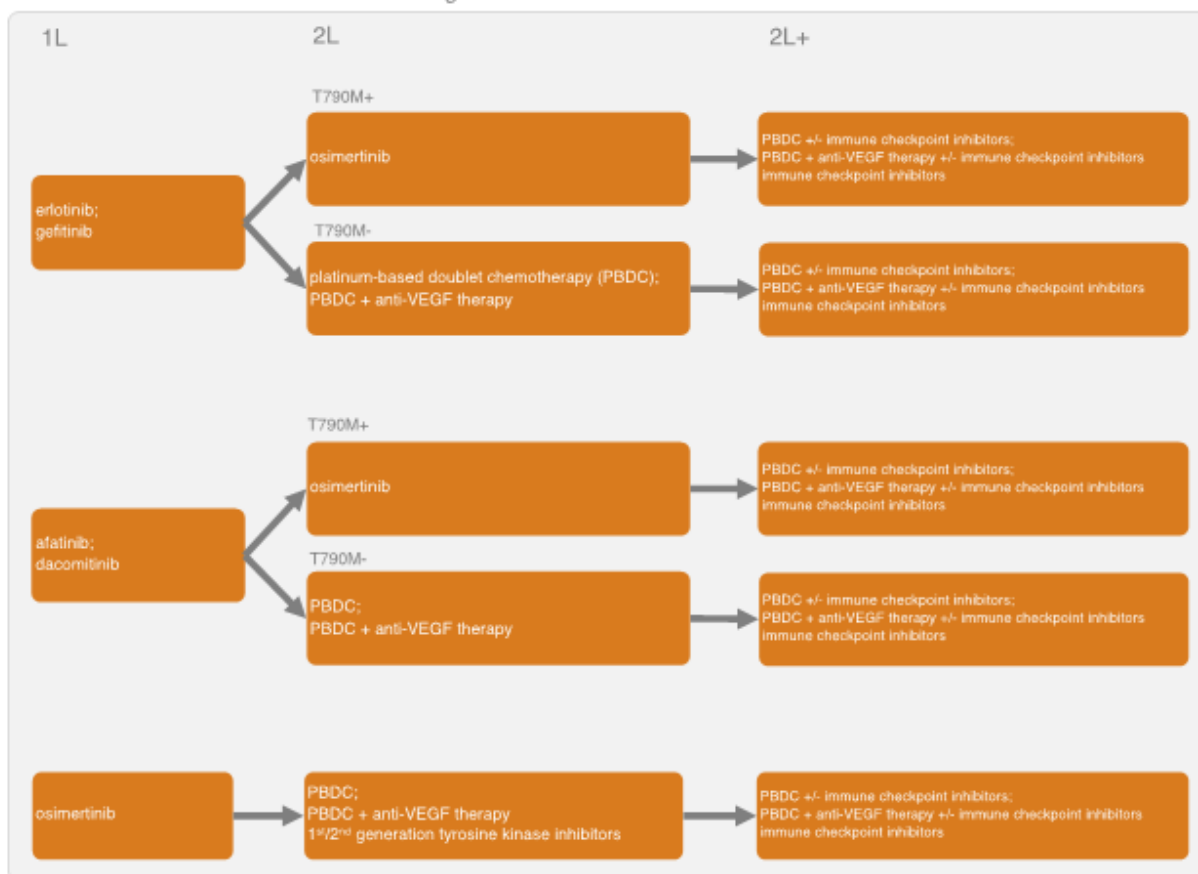 1L
2L
2L+
T790M+
erlotinib;
gefitinib
osimertinib
PBDC +/- immune checkpoint inhibitors;
PBDC + anti-VEGF therapy +/- immune checkpoint inhibitors
immune checkpoint inhibitors
T790M-
platinum-based doublet chemotherapy (PBDC);
PBDC + anti-VEGF therapy
PBDC +/- immune checkpoint inhibitors;
PBDC + anti-VEGF therapy +/- immune checkpoint inhibitors
immune checkpoint inhibitors
T790M+
afatinib;
dacomitinib
osimertinib
PBDC +/- immune checkpoint inhibitors;
PBDC + anti-VEGF therapy +/- immune checkpoint inhibitors
immune checkpoint inhibitors
T790M-
PBDC;
PBDC + anti-VEGF therapy
PBDC +/- immune checkpoint inhibitors;
PBDC + anti-VEGF therapy +/- immune checkpoint inhibitors
immune checkpoint inhibitors
osimertinib
PBDC;
PBDC + anti-VEGF therapy
1st/2nd generation tyrosine kinase inhibitors
PBDC +/- immune checkpoint inhibitors;
PBDC + anti-VEGF therapy +/- immune checkpoint inhibitors
immune checkpoint inhibitors